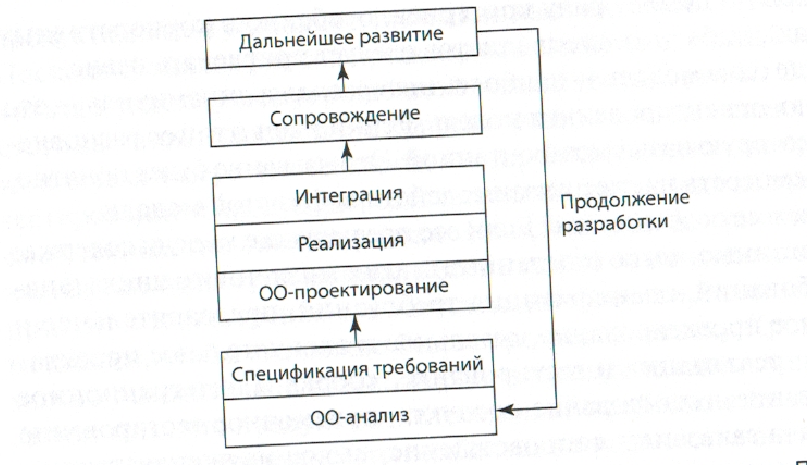 Дальнейшее развитие
Сопровождение
Интеграция
Реализация
ОО-проектирование
Спецификация требований
ОО-анализ
Продолжение
разработки